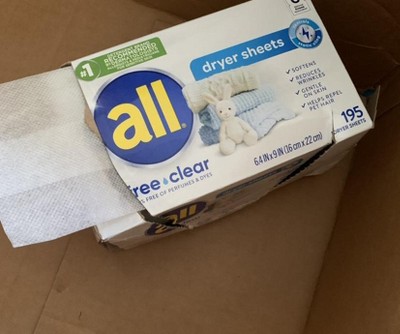 #1
RECOMMENDED
dryer sheets
all
✓ SOFTENS
✓ REDUCES
WRINKLES
✓ GENTLE
ON SKIN
✓ HELPS REPEL
PET HAIR
195
DRYER SHEETS
free clear
OF PERFUMES & DYES
6.4 IN x 9 IN (16 cm x 22 cm)
all